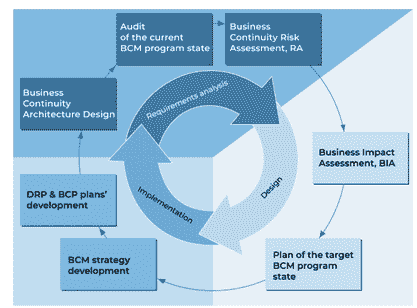 Audit
of the current
BCM program state
Business
Continuity Risk
Assessment, RA
Business
Continuity
Architecture Design
Requirements analysis
Business Impact
Assessment, BIA
DRP & BCP plans'
development
Implementation
Design
BCM strategy
development
Plan of the target
BCM program
state